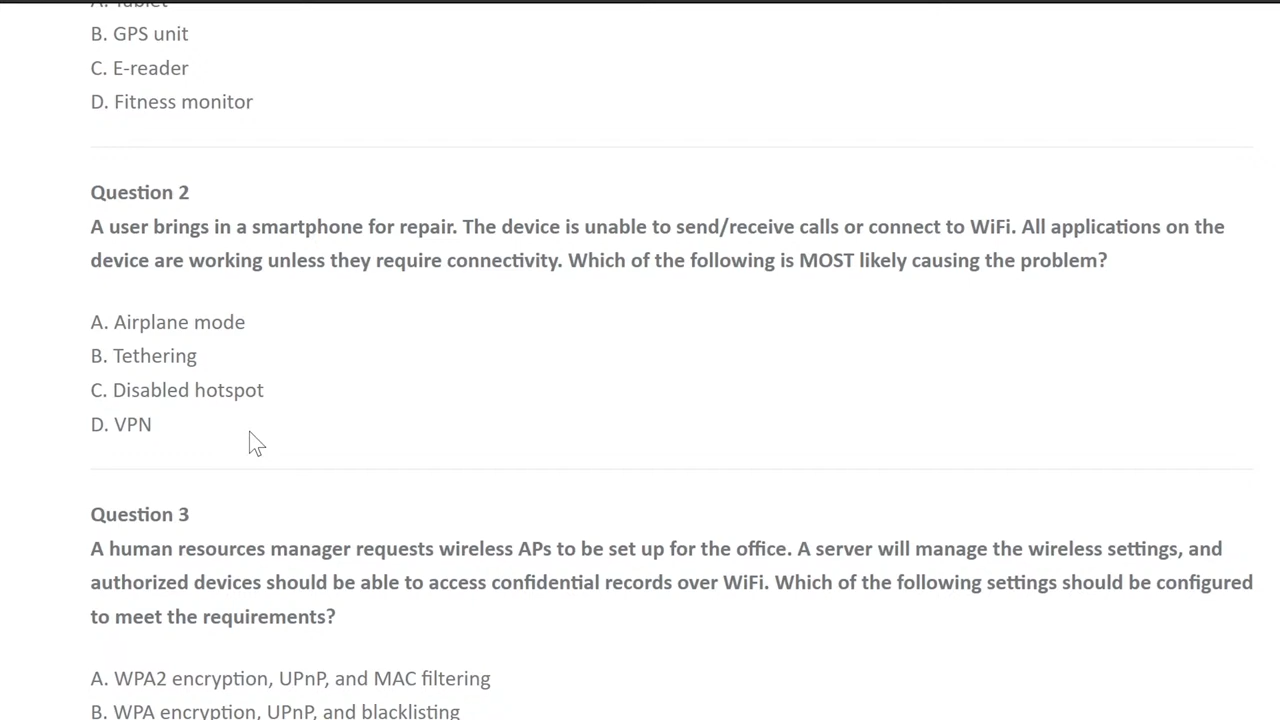 A. Tablet
B. GPS unit
C. E-reader
D. Fitness monitor
Question 2
A user brings in a smartphone for repair. The device is unable to send/receive calls or connect to WiFi. All applications on the
device are working unless they require connectivity. Which of the following is MOST likely causing the problem?
A. Airplane mode
B. Tethering
C. Disabled hotspot
D. VPN
Question 3
A human resources manager requests wireless APs to be set up for the office. A server will manage the wireless settings, and
authorized devices should be able to access confidential records over WiFi. Which of the following settings should be configured
to meet the requirements?
A. WPA2 encryption, UPnP, and MAC filtering
B. WPA encryption, UPnP, and blacklisting